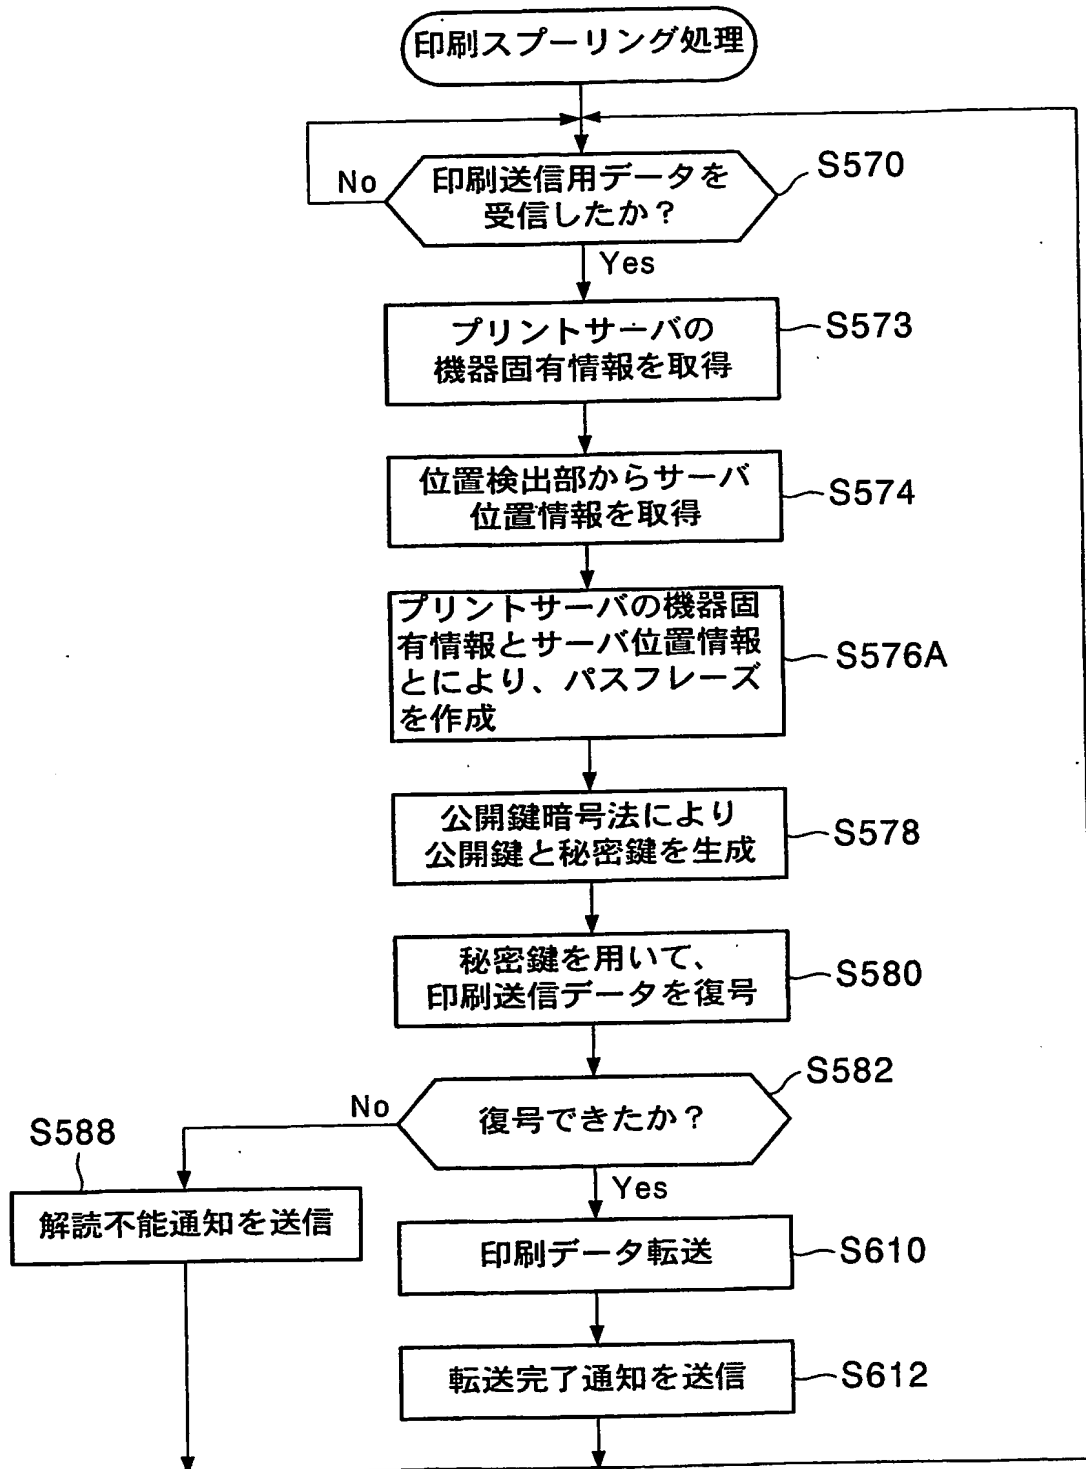 印刷スプーリング処理
No
印刷送信用データを
受信したか？
S570
Yes
プリントサーバの
機器固有情報を取得
S573
位置検出部からサーバ
位置情報を取得
S574
プリントサーバの機器固
有情報とサーバ位置情報
とにより、パスフレーズ
を作成
S576A
公開鍵暗号法により
公開鍵と秘密鍵を生成
S578
秘密鍵を用いて、
印刷送信データを復号
S580
復号できたか？
S582
No
S588
解読不能通知を送信
Yes
印刷データ転送
S610
転送完了通知を送信
S612